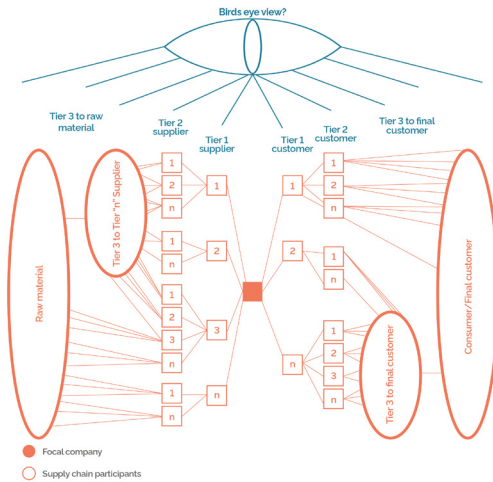 Birds eye view?
Tier 3 to raw
material
Tier 2
supplier
Tier 1
supplier
Tier 1
customer
Tier 2
customer
Tier 3 to final
customer
Raw material
Tier 3 to Tier "n" Supplier
1
2
n
1
n
1
2
3
n
1
n
1
2
3
n
1
2
n
1
2
n
1
n
1
2
3
n
Tier 3 to final customer
Consumer/Final customer
Focal company
Supply chain participants